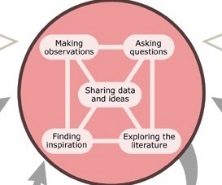 Making
observations
Asking
questions
Sharing data
and ideas
Finding
inspiration
Exploring the
literature